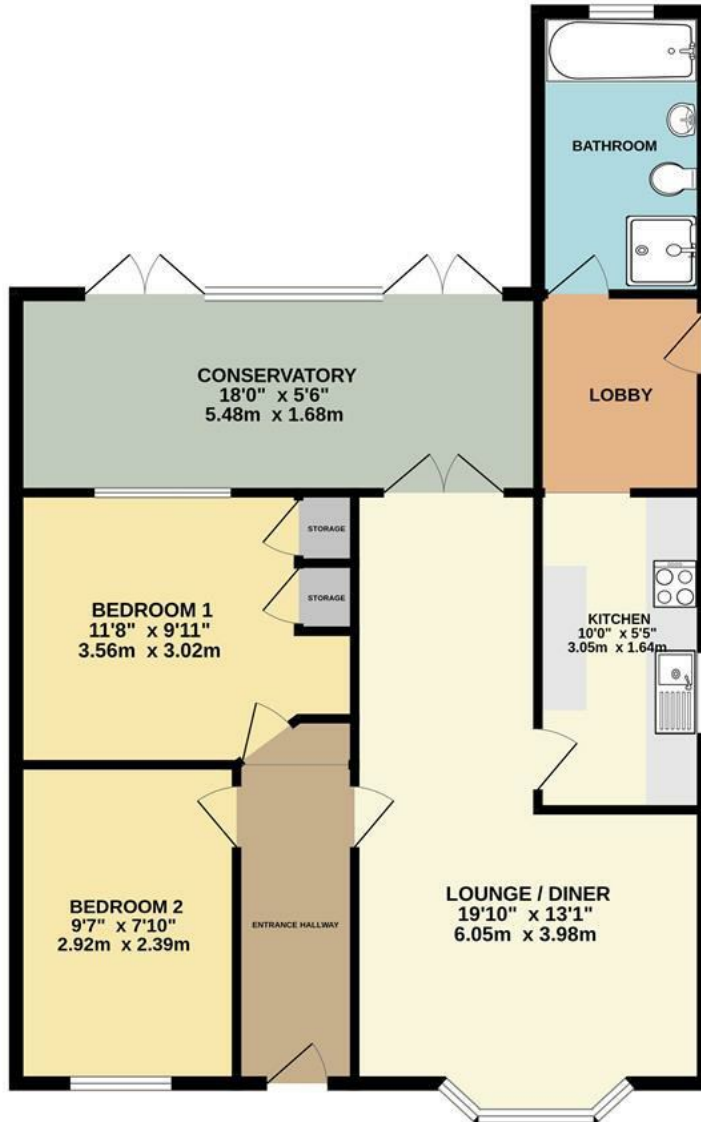 BATHROOM
CONSERVATORY
18'0" x 5'6"
5.48m x 1.68m
LOBBY
STORAGE
STORAGE
BEDROOM 1
11'8" x 9'11"
3.56m x 3.02m
KITCHEN
10'0" x 5'5"
3.05m x 1.64m
BEDROOM 2
9'7" x 7'10"
2.92m x 2.39m
ENTRANCE HALLWAY
LOUNGE / DINER
19'10" x 13'1"
6.05m x 3.98m